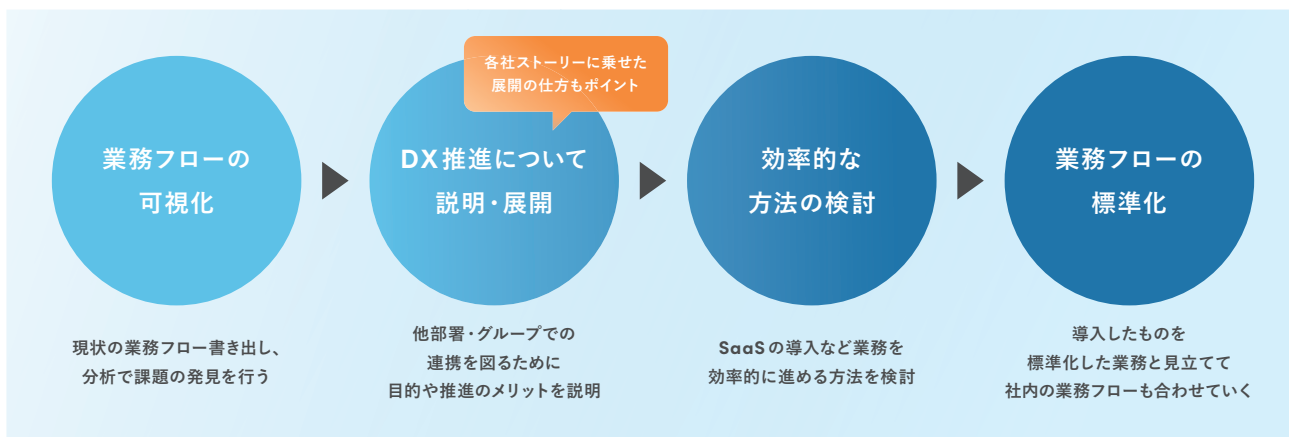 各社ストーリーに乗せた
展開の仕方もポイント
業務フローの
可視化
DX推進について
説明・展開
効率的な
方法の検討
業務フローの
標準化
現状の業務フロー書き出し、
分析で課題の発見を行う
他部署・グループでの
連携を図るために
目的や推進のメリットを説明
SaaSの導入など業務を
効率的に進める方法を検討
導入したものを
標準化した業務と見立てて
社内の業務フローも合わせていく